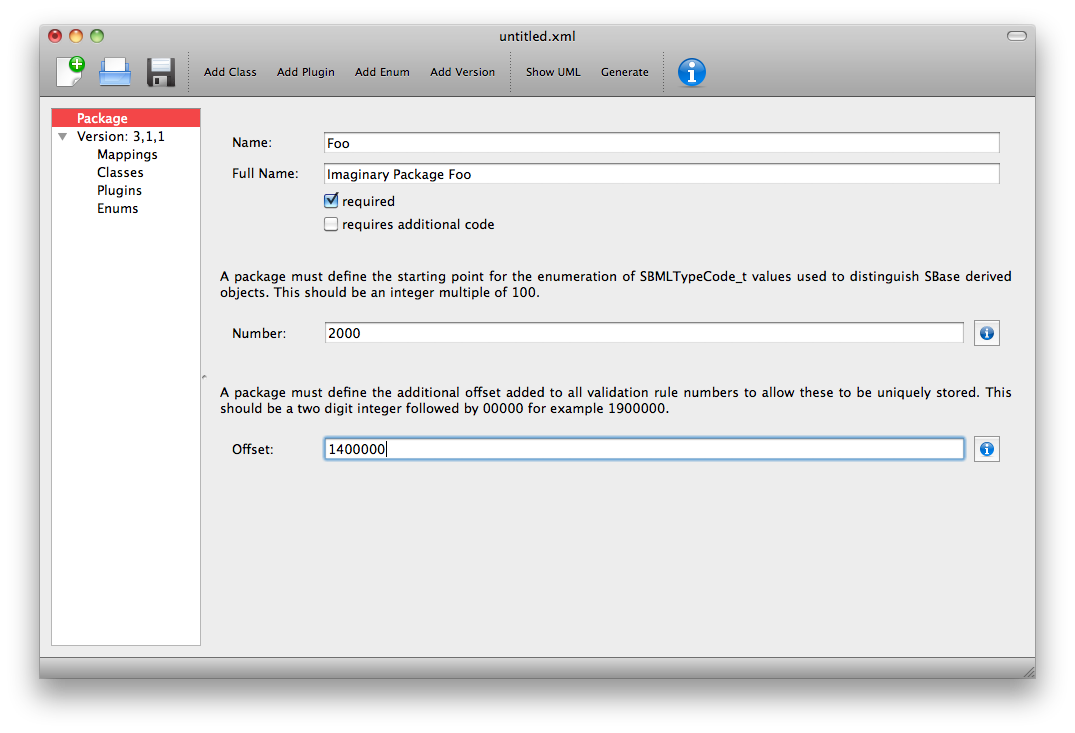 untitled.xml
Add Class Add Plugin Add Enum Add Version Show UML Generate
Package
Version: 3,1,1
Mappings
Classes
Plugins
Enums
Name: Foo
Full Name: Imaginary Package Foo
required
requires additional code
A package must define the starting point for the enumeration of SBMLTypeCode_t values used to distinguish SBase derived
objects. This should be an integer multiple of 100.
Number: 2000
A package must define the additional offset added to all validation rule numbers to allow these to be uniquely stored. This
should be a two digit integer followed by 00000 for example 1900000.
Offset: 1400000